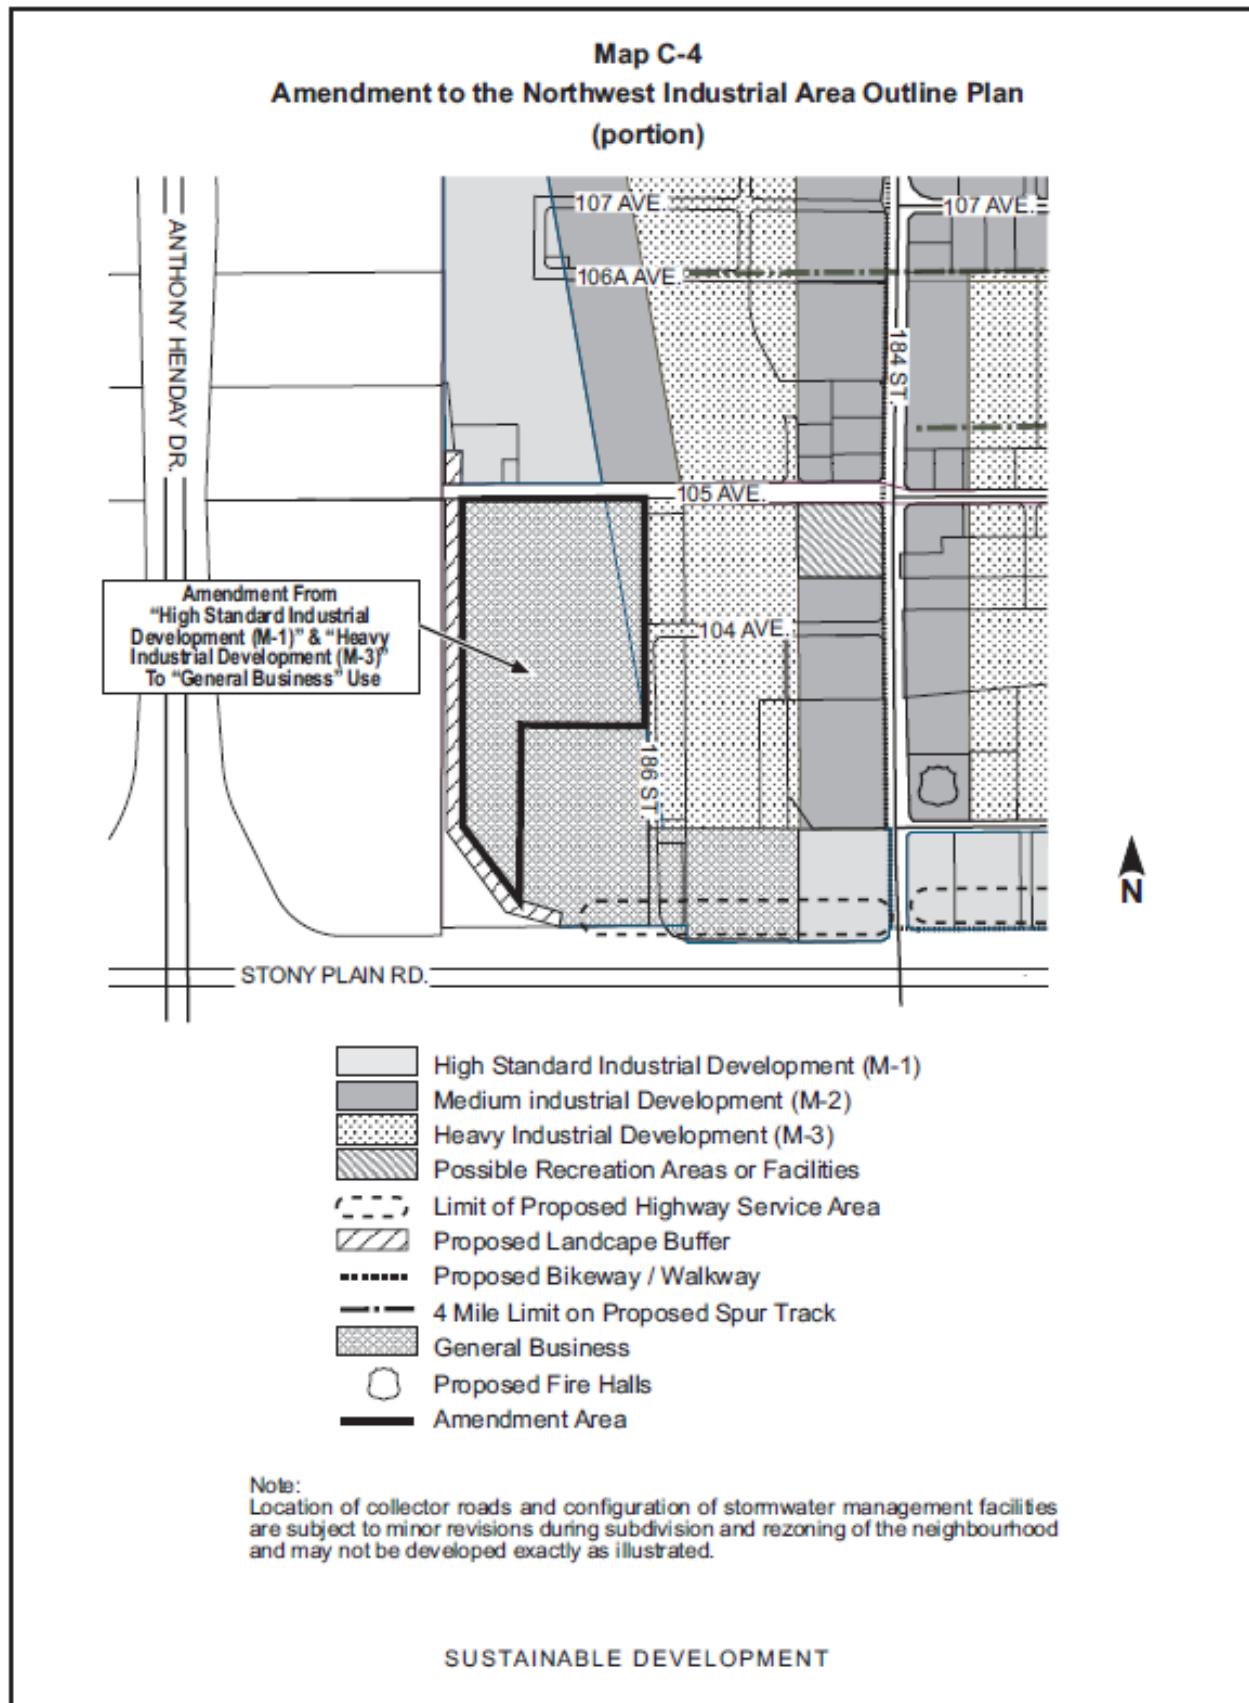 Map C-4
Amendment to the Northwest Industrial Area Outline Plan
(portion)
107 AVE.
107 AVE.
106A AVE.
ANTHONY HENDAY DR.
184 ST.
105 AVE.
Amendment From
“High Standard Industrial
Development (M-1)” & “Heavy
Industrial Development (M-3)”
To “General Business” Use
104 AVE.
186 ST.
N
STONY PLAIN RD.
High Standard Industrial Development (M-1)
Medium industrial Development (M-2)
Heavy Industrial Development (M-3)
Possible Recreation Areas or Facilities
Limit of Proposed Highway Service Area
Proposed Landscape Buffer
Proposed Bikeway / Walkway
4 Mile Limit on Proposed Spur Track
General Business
Proposed Fire Halls
Amendment Area
Note:
Location of collector roads and configuration of stormwater management facilities
are subject to minor revisions during subdivision and rezoning of the neighbourhood
and may not be developed exactly as illustrated.
SUSTAINABLE DEVELOPMENT